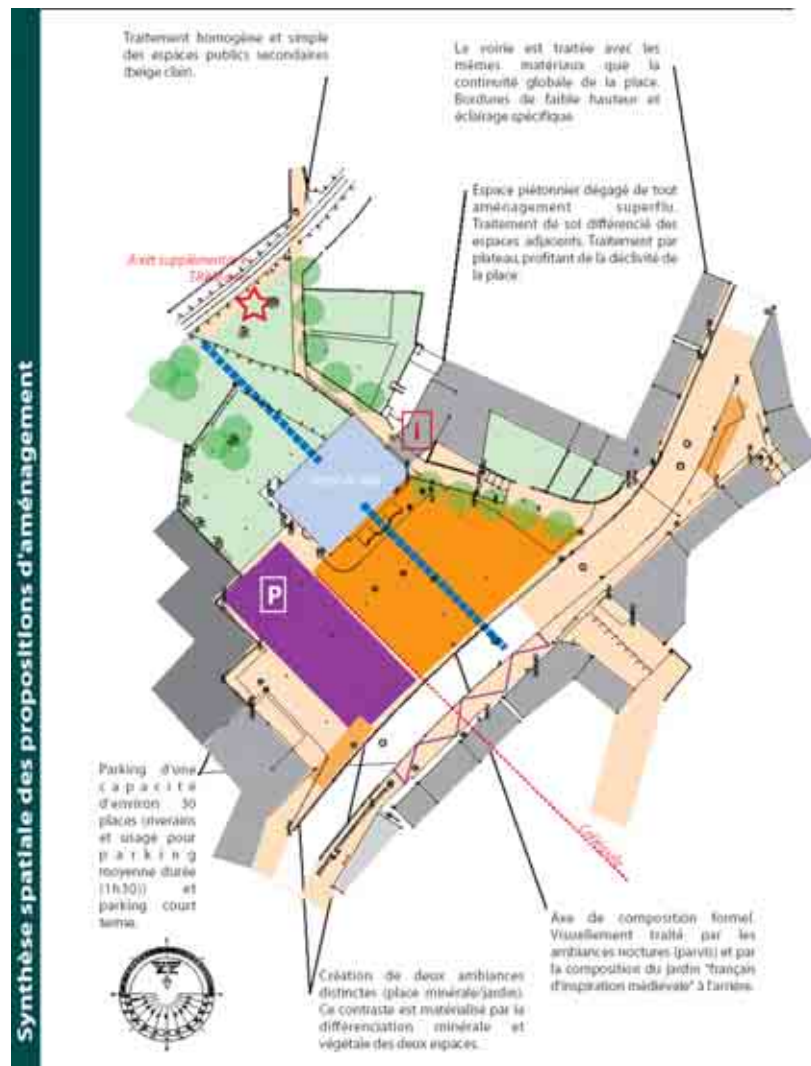 Synthèse spatiale des propositions d'aménagement
Traitement homogène et simple
des espaces publics secondaires
(beige clair).
Le voirie est traitée avec les
mêmes matériaux que la
continuité globale de la place.
Bordures de faible hauteur et
éclairage spécifique.
Espace piétonnier dégagé de tout
aménagement superflu.
Traitement de sol différencié des
espaces adjacents. Traitement par
plateau, profitant de la déclivité de
la place
Arrêt supplémentaire
i
P
Parking d'une
capacité
d'environ 30
places (riverains
et usage pour
parking
moyenne durée
(1h30)) et
parking court
terme.
Création de deux ambiances
distinctes (place minérale/jardin).
Ce contraste est matérialisé par la
différenciation minérale et
végétale des deux espaces.
Axe de composition formel.
Visuellement traité par les
ambiances noctures (parvis) et par
la composition du jardin "français
d'inspiration médiévale" à l'arrière.